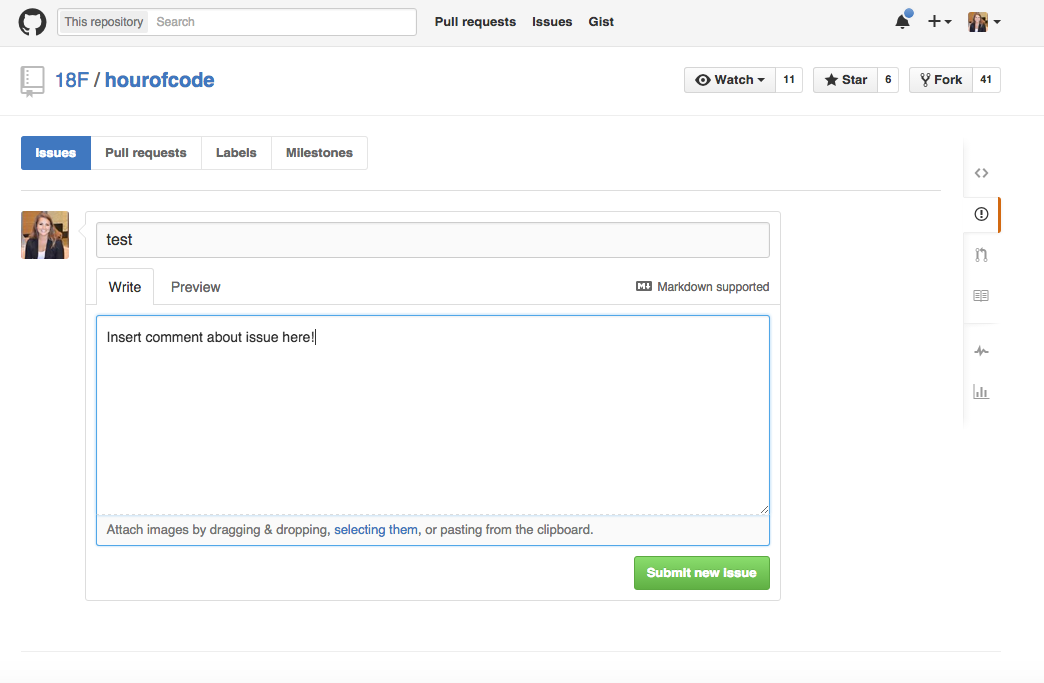 This repository Search Pull requests Issues Gist
18F / hourofcode Watch 11 Star 6 Fork 41
Issues Pull requests Labels Milestones
test
Write Preview Markdown supported
Insert comment about issue here!
Attach images by dragging & dropping, selecting them, or pasting from the clipboard.
Submit new issue